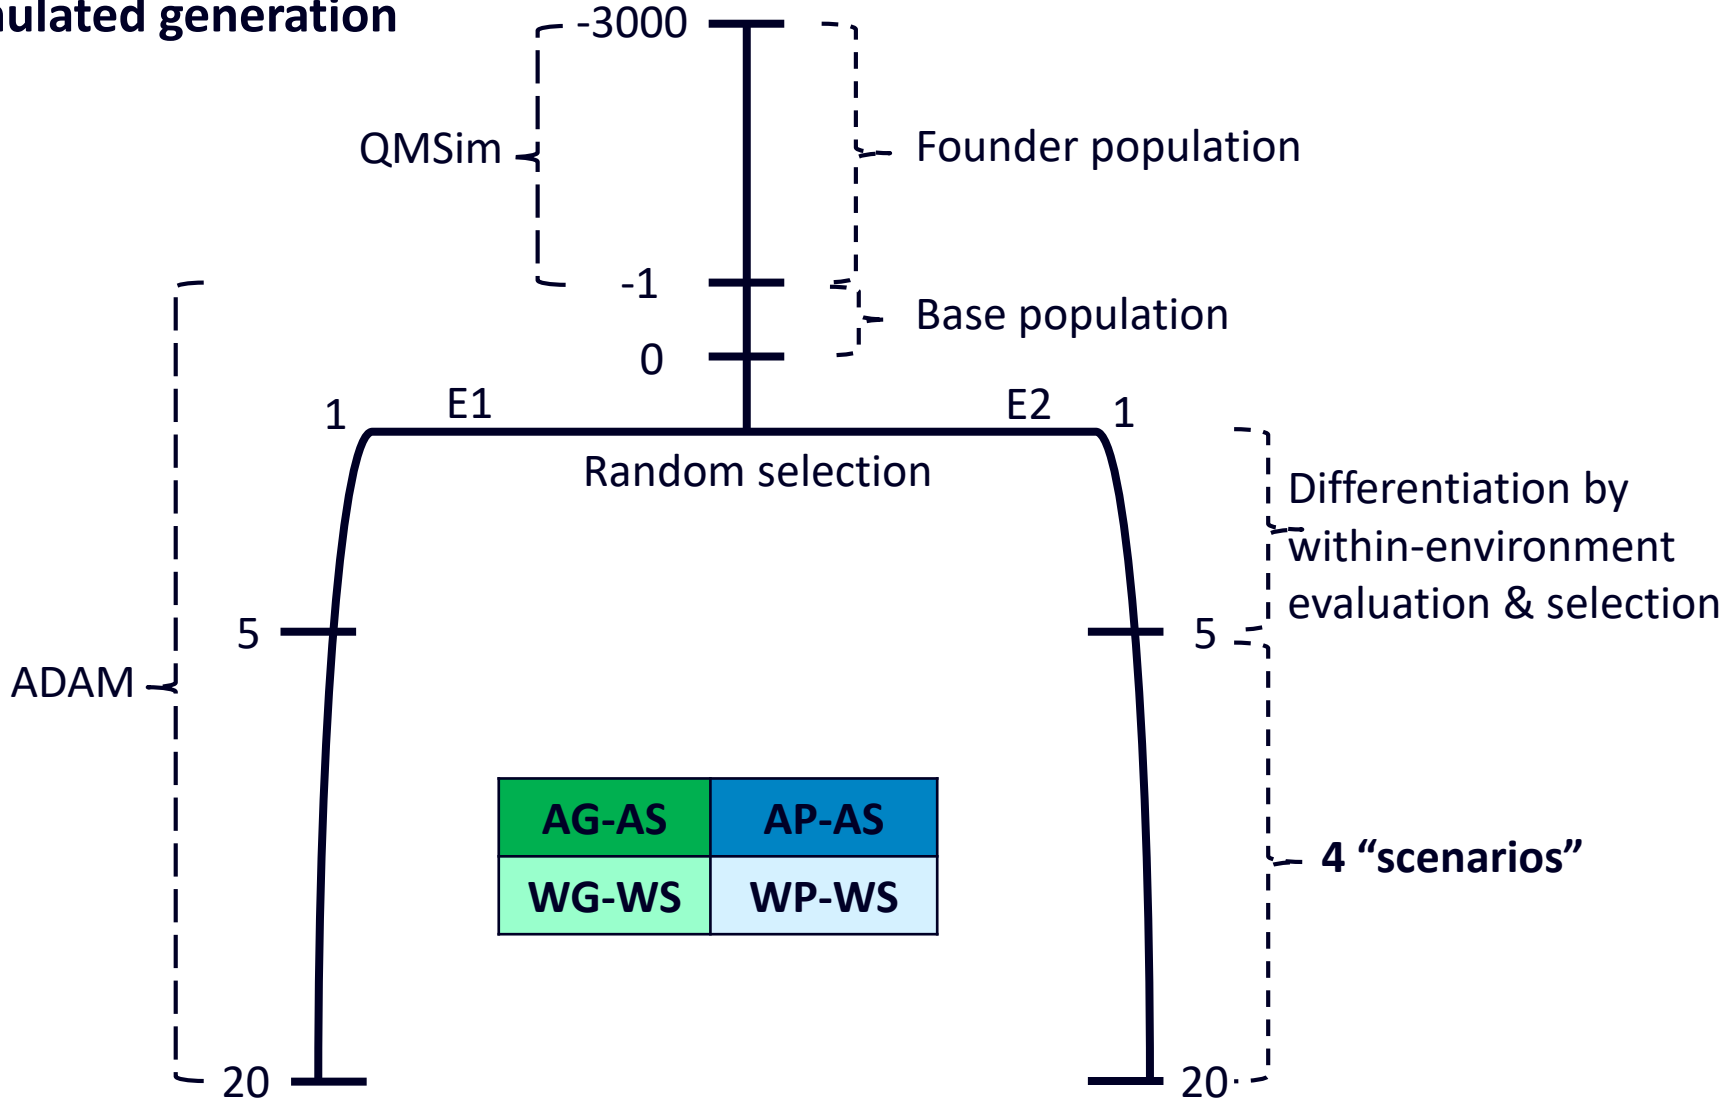 generation
-3000
QMSim
Founder population
-1
Base population
0
1
E1
E2
1
Random selection
Differentiation by
within-environment
evaluation & selection
5
5
ADAM
AG-AS
AP-AS
4 “scenarios”
WG-WS
WP-WS
20
20